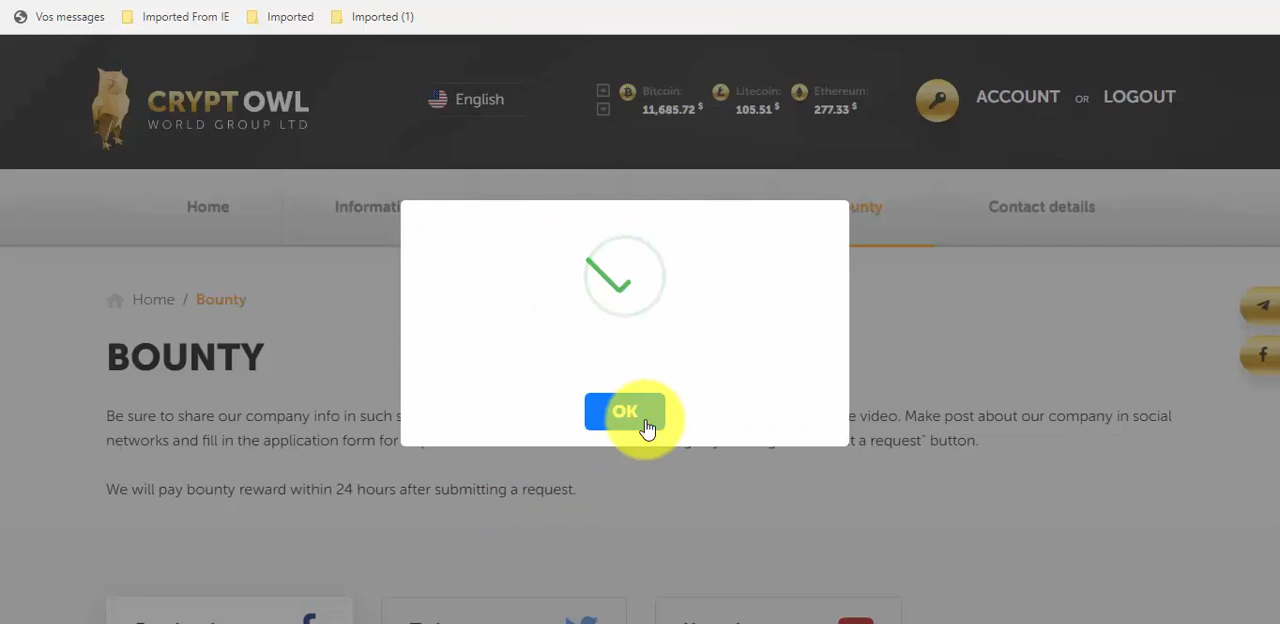 Vos messages Imported From IE Imported Imported (1)
CRYPTOWL
WORLD GROUP LTD
English
Bitcoin: Litecoin: Ethereum:
11,685.72 $ 105.51 $ 277.33 $
ACCOUNT OR LOGOUT
Home Informati unty Contact details
Home / Bounty
BOUNTY
Be sure to share our company info in such s e video. Make post about our company in social
networks and fill in the application form for t a request" button.
OK
We will pay bounty reward within 24 hours after submitting a request.